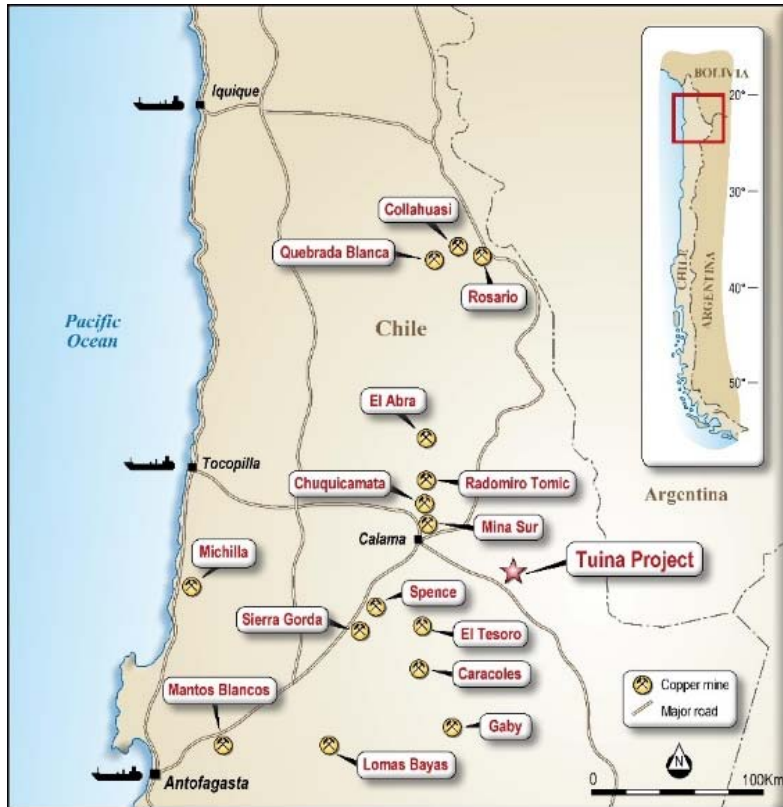 Iquique
BOLIVIA
20°
30°
CHILE
ARGENTINA
40°
50°
Collahuasi
Quebrada Blanca
Rosario
Pacific
Ocean
Chile
El Abra
Tocopilla
Chuquicamata
Radomiro Tomic
Argentina
Mina Sur
Calama
Michilla
Tuina Project
Spence
Sierra Gorda
El Tesoro
Caracoles
Mantos Blancos
Copper mine
Major road
Gaby
Lomas Bayas
N
Antofagasta
0 100Km